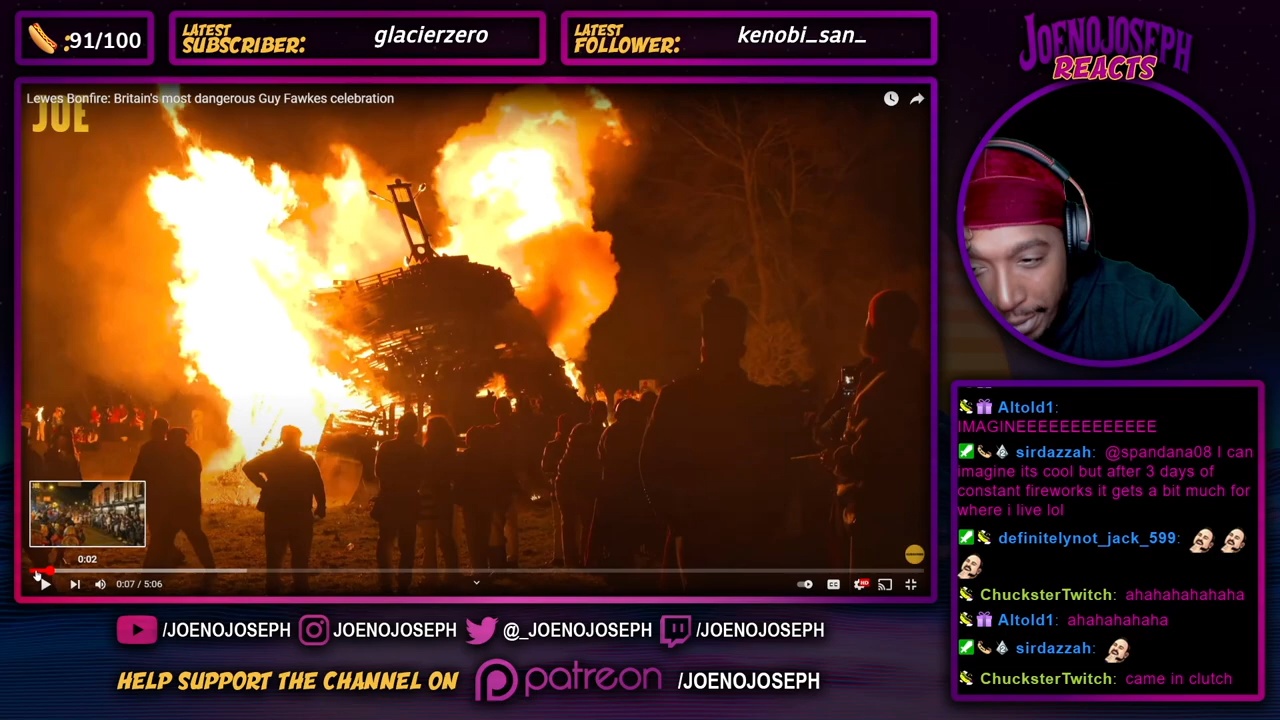 :91/100
LATEST SUBSCRIBER:
glacierzero
LATEST FOLLOWER:
kenobi_san_
JOENOJOSEPH
REACTS
Lewes Bonfire: Britain's most dangerous Guy Fawkes celebration
JOE
0:02
0:07 / 5:06
CC
HD
Altold1:
IMAGINEEEEEEEEEEEEEE
sirdazzah: @spandana08 I can
imagine its cool but after 3 days of
constant fireworks it gets a bit much for
where i live lol
definitelynot_jack_599:
ChucksterTwitch: ahahahahahaha
Altold1: ahahahahaha
sirdazzah:
ChucksterTwitch: came in clutch
/JOENOJOSEPH
JOENOJOSEPH
@_JOENOJOSEPH
/JOENOJOSEPH
HELP SUPPORT THE CHANNEL ON
patreon
/JOENOJOSEPH